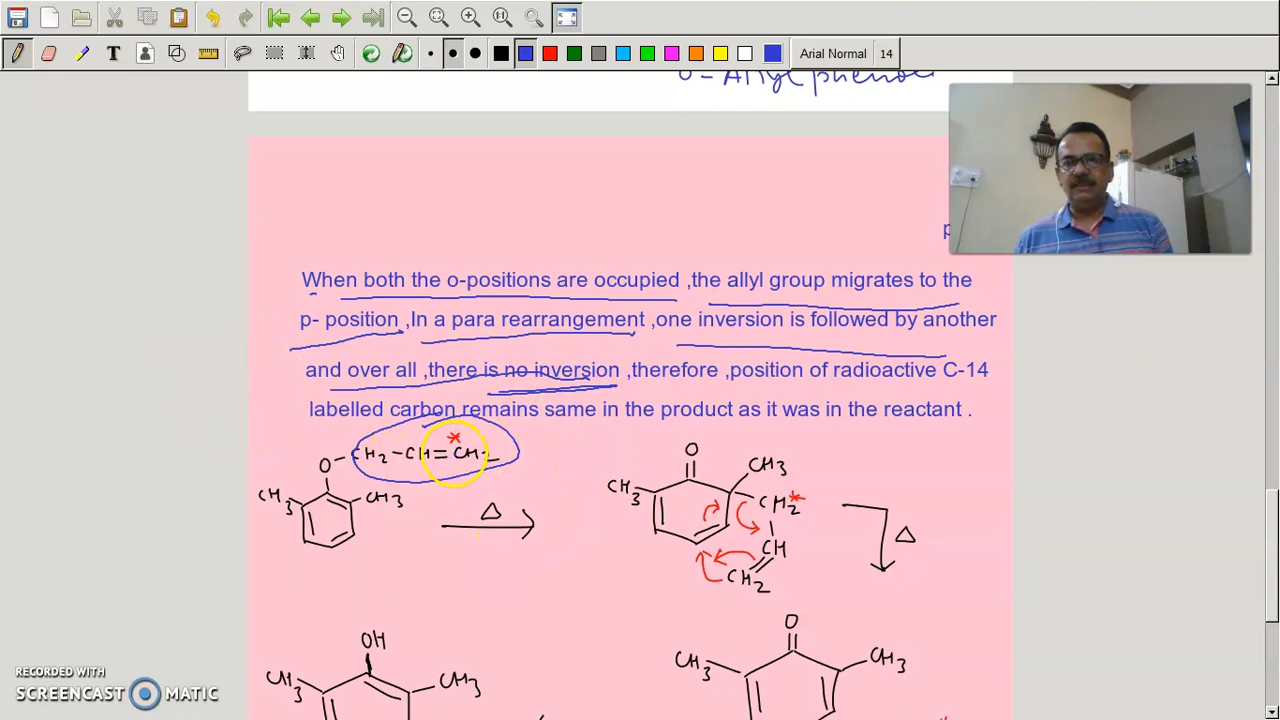 Arial Normal 14
o-Allyl phenol
p
When both the o-positions are occupied ,the allyl group migrates to the
p- position ,In a para rearrangement ,one inversion is followed by another
and over all ,there is no inversion ,therefore ,position of radioactive C-14
labelled carbon remains same in the product as it was in the reactant .
O-CH2-CH=CH2 *
CH3 CH3
Δ
O
CH3 CH3
CH2*
CH
CH2
Δ
OH
CH3 CH3
O
CH3 CH3
RECORDED WITH
SCREENCAST MATIC